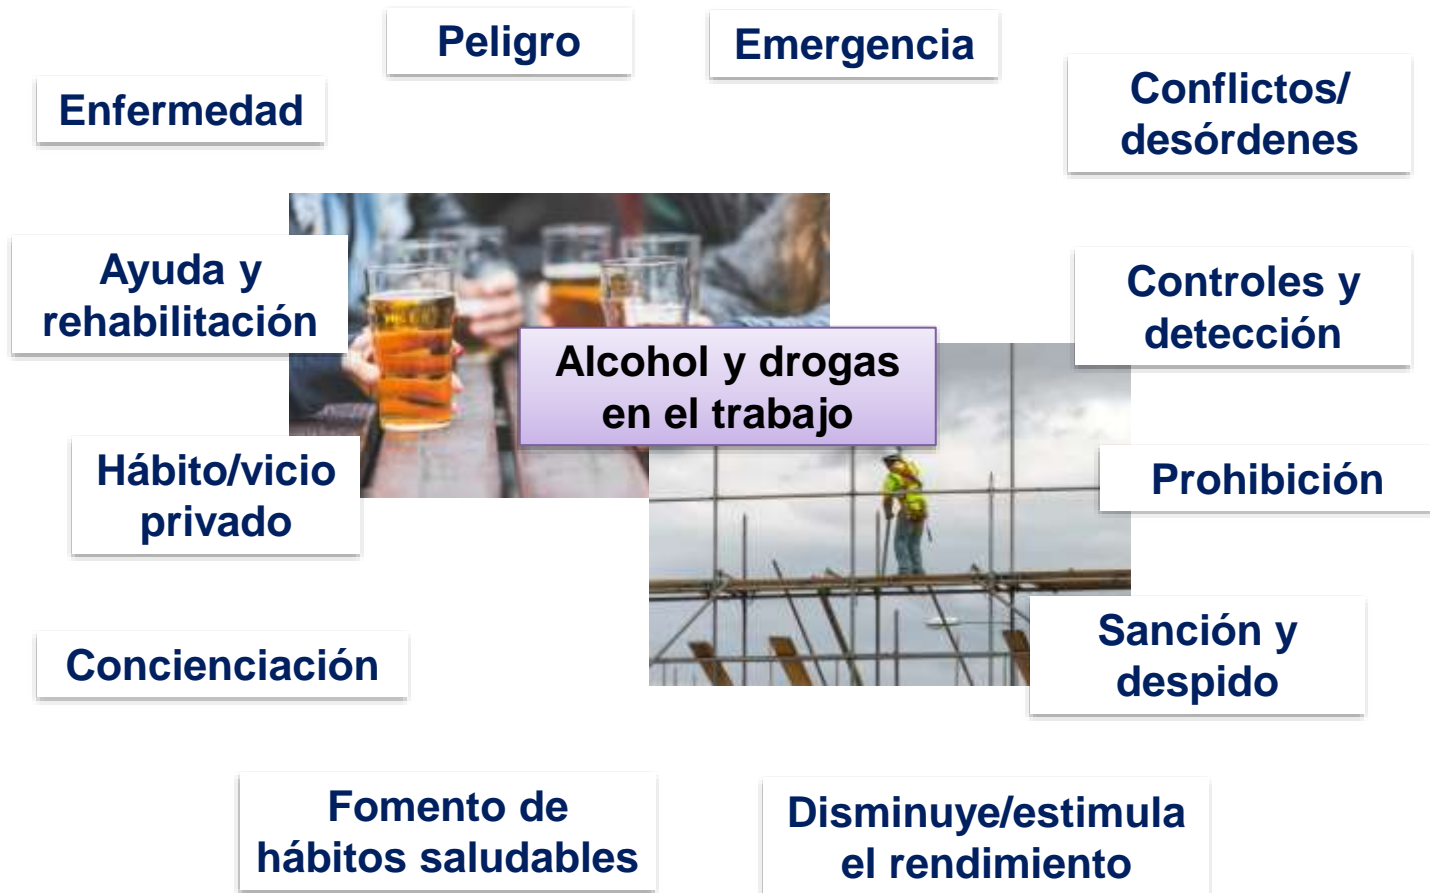 Peligro
Emergencia
Enfermedad
Conflictos/
desórdenes
Ayuda y
rehabilitación
Controles y
detección
Alcohol y drogas
en el trabajo
Hábito/vicio
privado
Prohibición
Concienciación
Sanción y
despido
Fomento de
hábitos saludables
Disminuye/estimula
el rendimiento